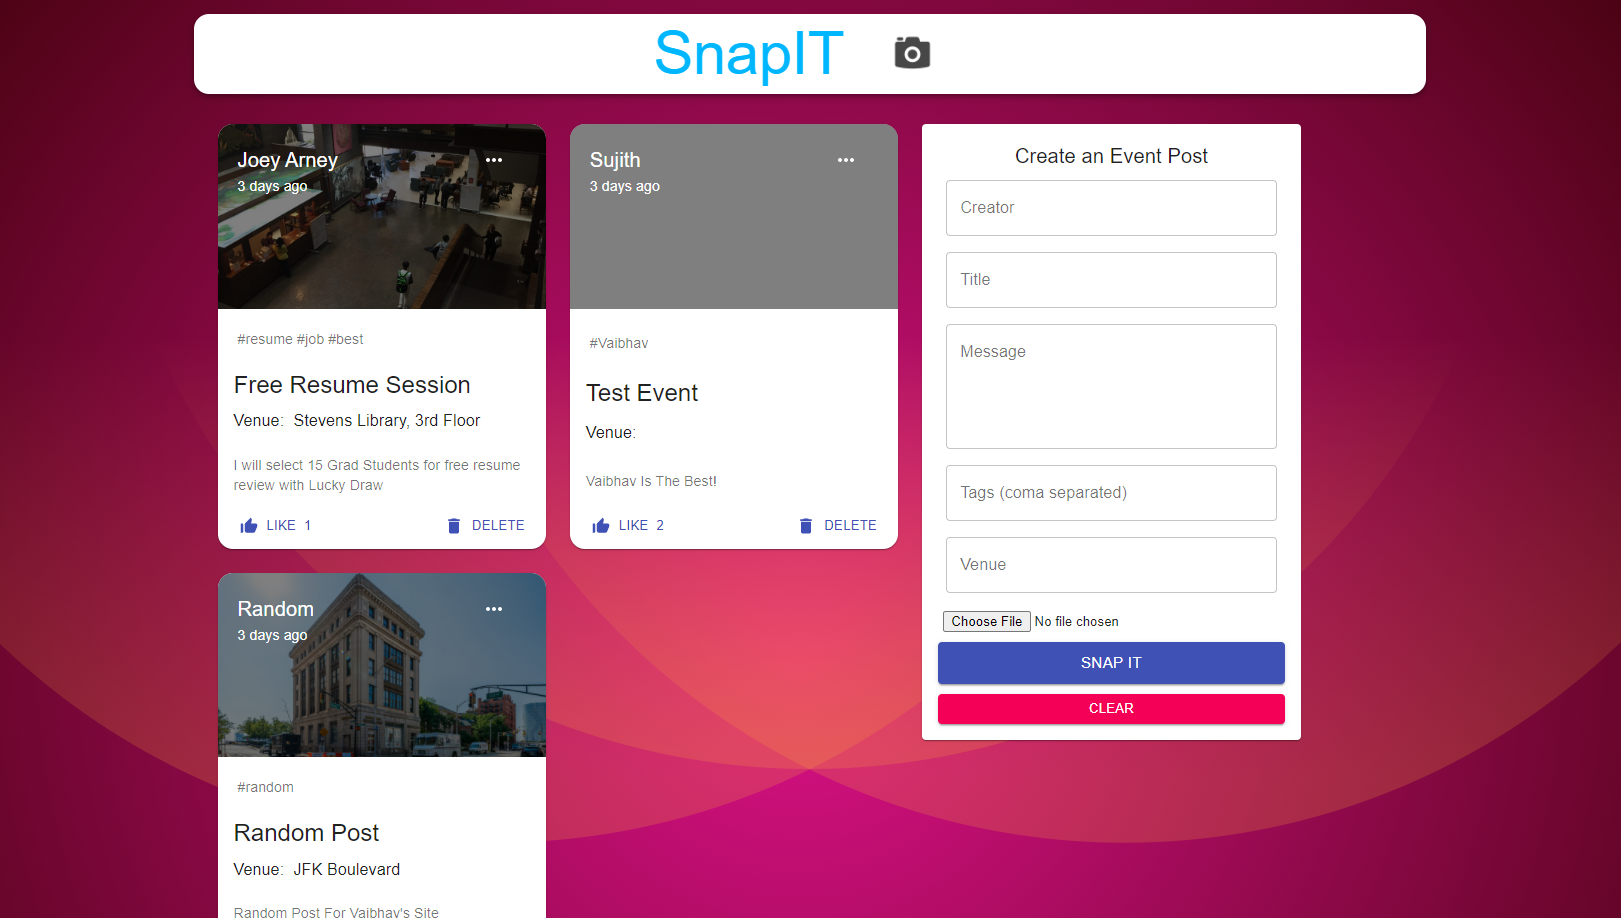 SnapIT
Joey Arney
3 days ago
#resume #job #best
Free Resume Session
Venue: Stevens Library, 3rd Floor
I will select 15 Grad Students for free resume
review with Lucky Draw
LIKE 1
DELETE
Sujith
3 days ago
#Vaibhav
Test Event
Venue:
Vaibhav Is The Best!
LIKE 2
DELETE
Random
3 days ago
#random
Random Post
Venue: JFK Boulevard
Random Post For Vaibhav's Site
Create an Event Post
Creator
Title
Message
Tags (coma separated)
Venue
Choose File No file chosen
SNAP IT
CLEAR